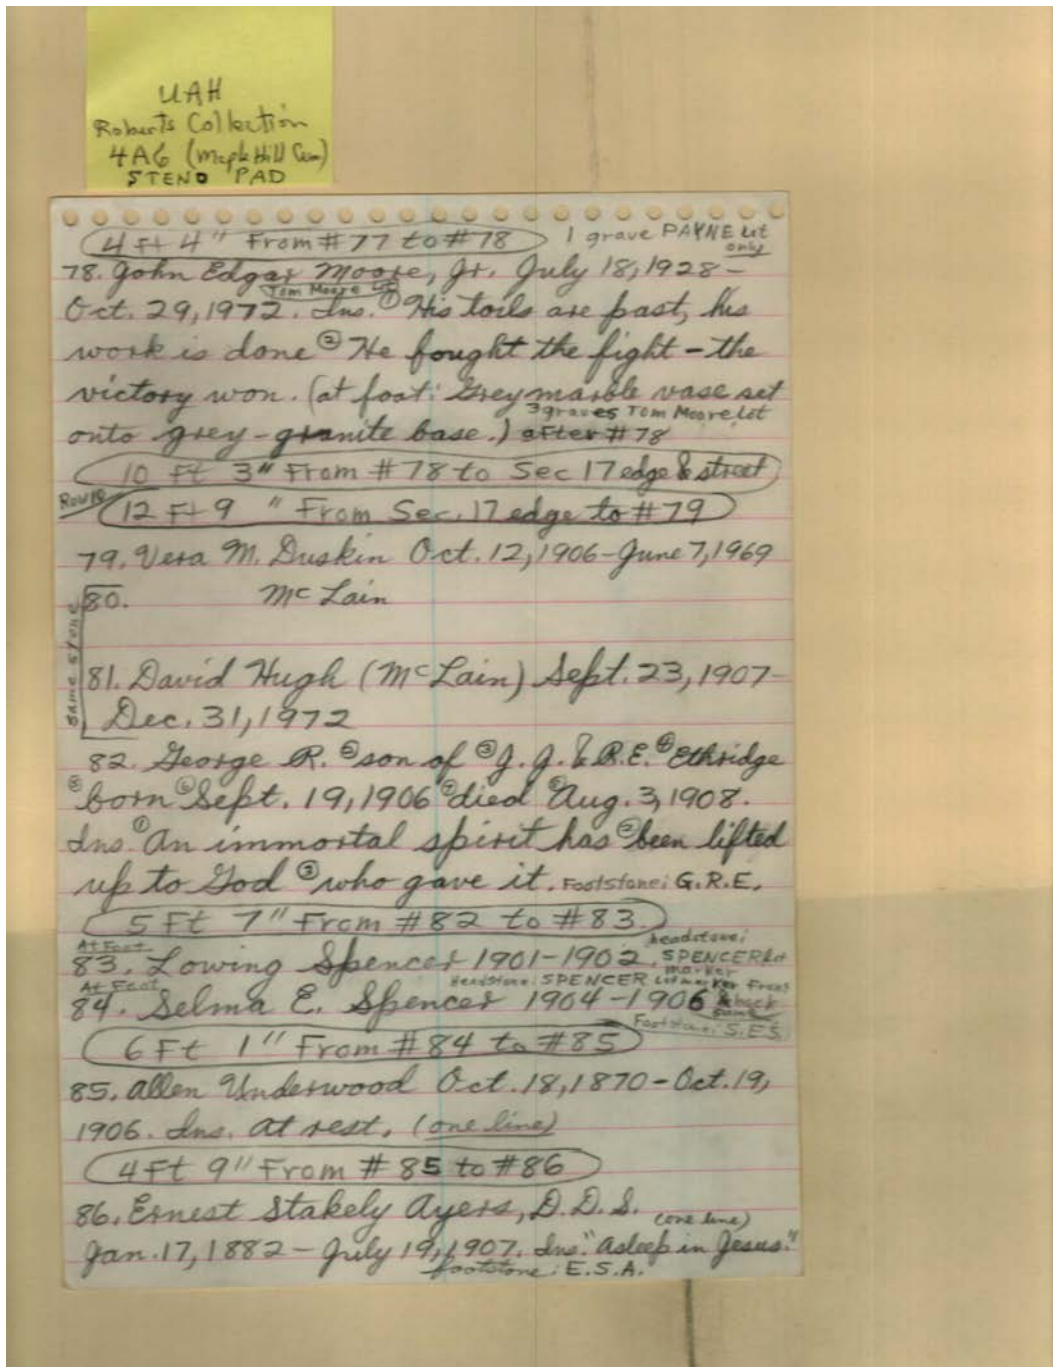 UAH
Roberts Collection
4A6 (Maple Hill Cem)
STENO PAD
4 Ft 4" From #77 to #78 1 grave PAYNE Lot only
78. John Edgar Moore, Jr. July 18, 1928 –
Tom Moore Lot
Oct. 29, 1972. Ins. ① His toils are past, his
work is done ② He fought the fight – the
victory won. (at foot: Grey marble vase set
3 graves Tom Moore Lot
onto grey-granite base.) after #78
10 Ft 3" From #78 to Sec 17 edge & street
Row 10
12 Ft 9 " From Sec. 17 edge to #79
79. Vera M. Duskin Oct. 12, 1906 – June 7, 1969
80. McLain
same stone
81. David Hugh (McLain) Sept. 23, 1907 –
Dec. 31, 1972
82. George R. ② son of ③ J. J. & R.E. ④ Ethridge
⑤ born ⑥ Sept. 19, 1906 ⑦ died ⑧ Aug. 3, 1908.
Ins. ① An immortal spirit has ② been lifted
up to God ③ who gave it. Footstone: G.R.E.
5 Ft 7" From #82 to #83
At Foot headstone:
83. Lowing Spencer 1901–1902. SPENCER Lot marker
At Foot Headstone: SPENCER Lot marker Front
84. Selma E. Spencer 1904–1906 & back same
Footstone: S.E.S.
6 Ft 1" From #84 to #85
85. Allen Underwood Oct. 18, 1870 – Oct. 19,
1906. Ins. At rest. (one line)
4 Ft 9" From #85 to #86
86. Ernest Stakely Ayers, D.D.S. (one line)
Jan. 17, 1882 – July 19, 1907. Ins. "Asleep in Jesus."
footstone: E.S.A.